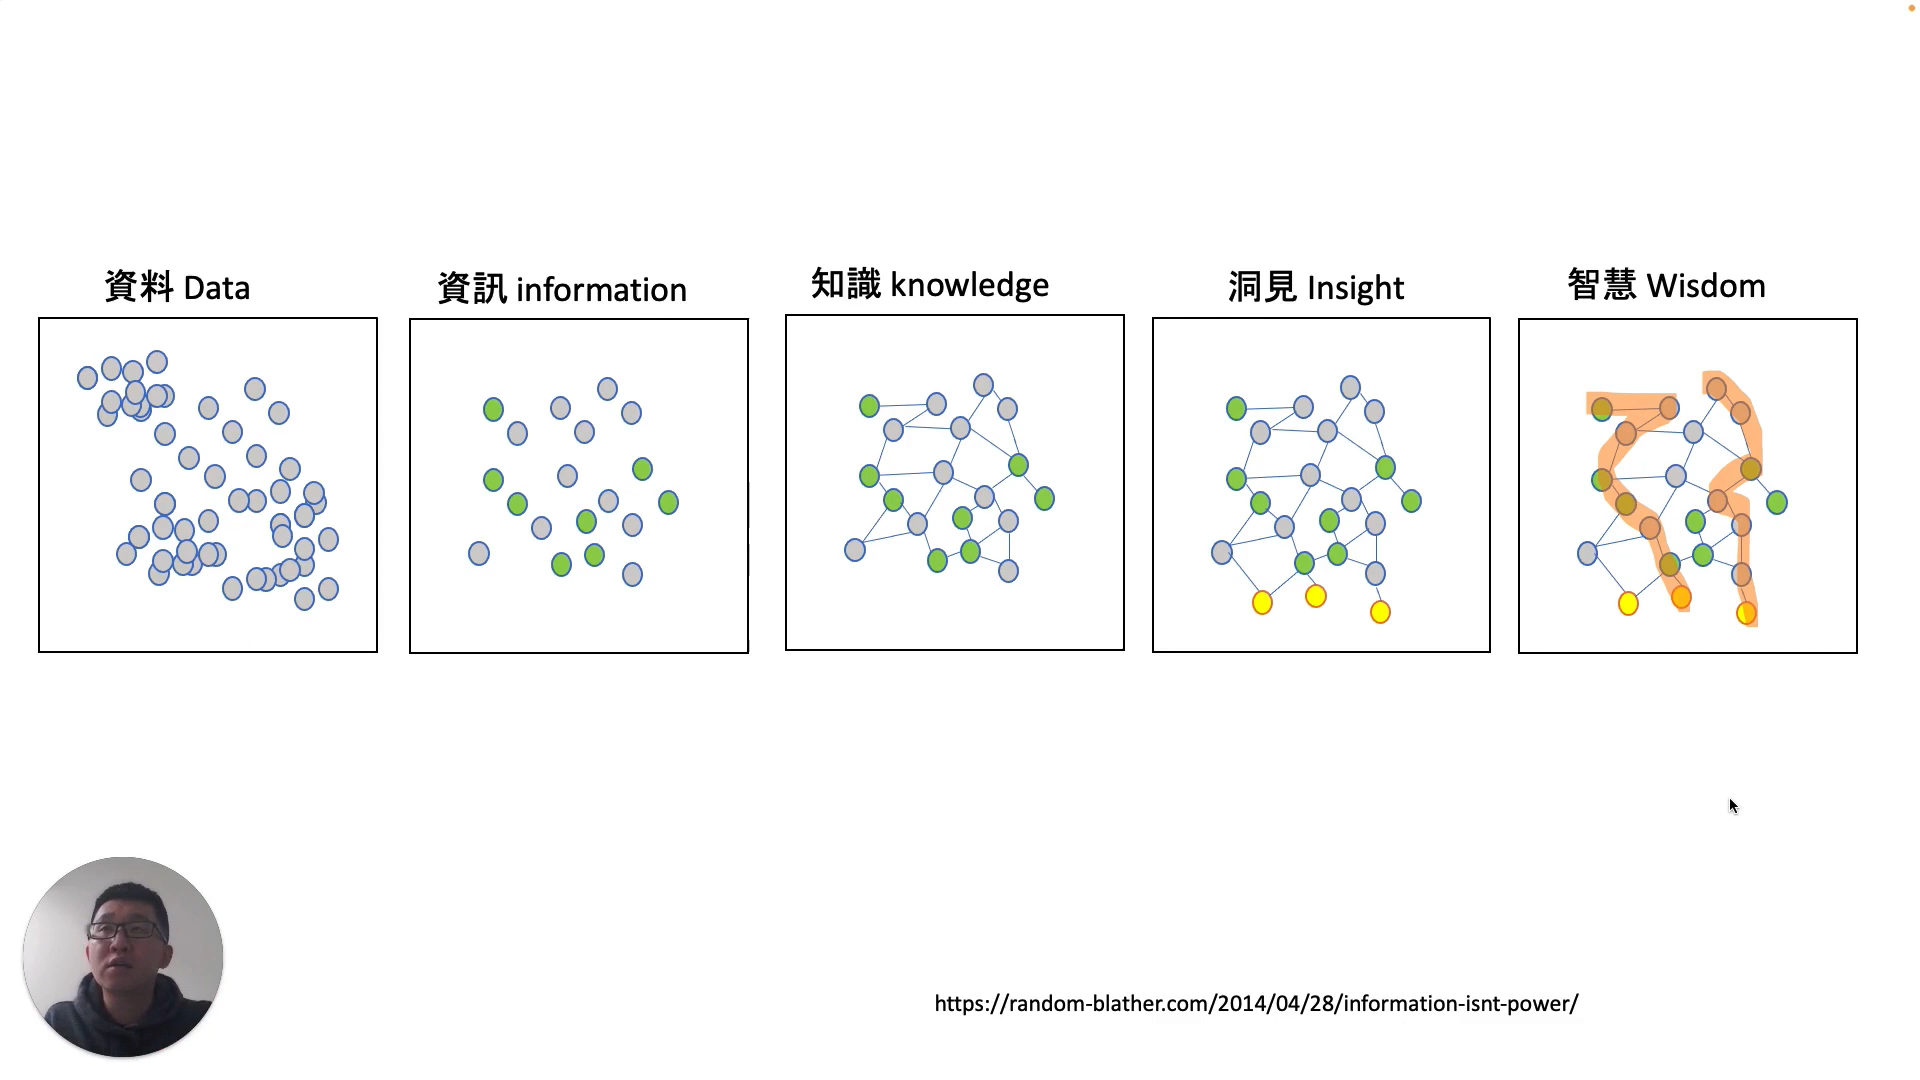 資料 Data
資訊 information
知識 knowledge
洞見 Insight
智慧 Wisdom
https://random-blather.com/2014/04/28/information-isnt-power/